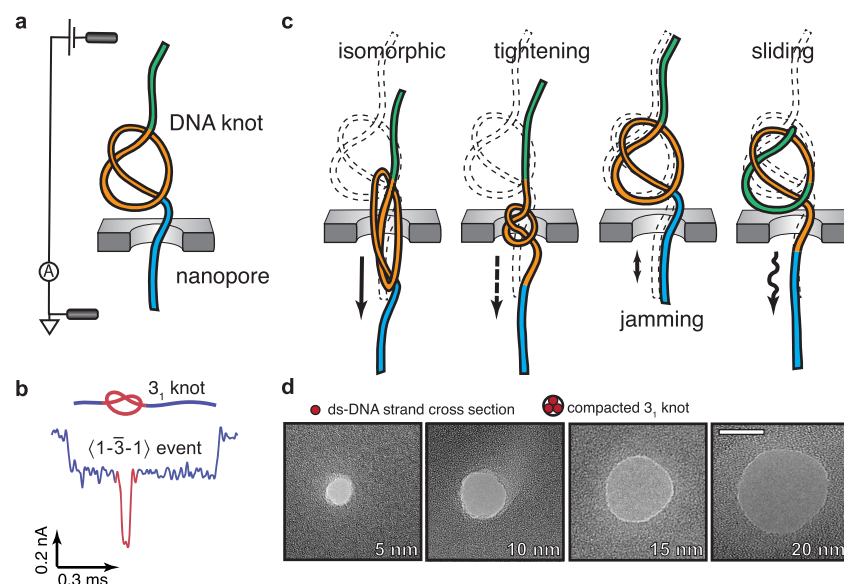 a
A
DNA knot
nanopore
b
3₁ knot
⟨1-3̅-1⟩ event
0.2 nA
0.3 ms
c
isomorphic
tightening
sliding
jamming
d
ds-DNA strand cross section
compacted 3₁ knot
5 nm
10 nm
15 nm
20 nm